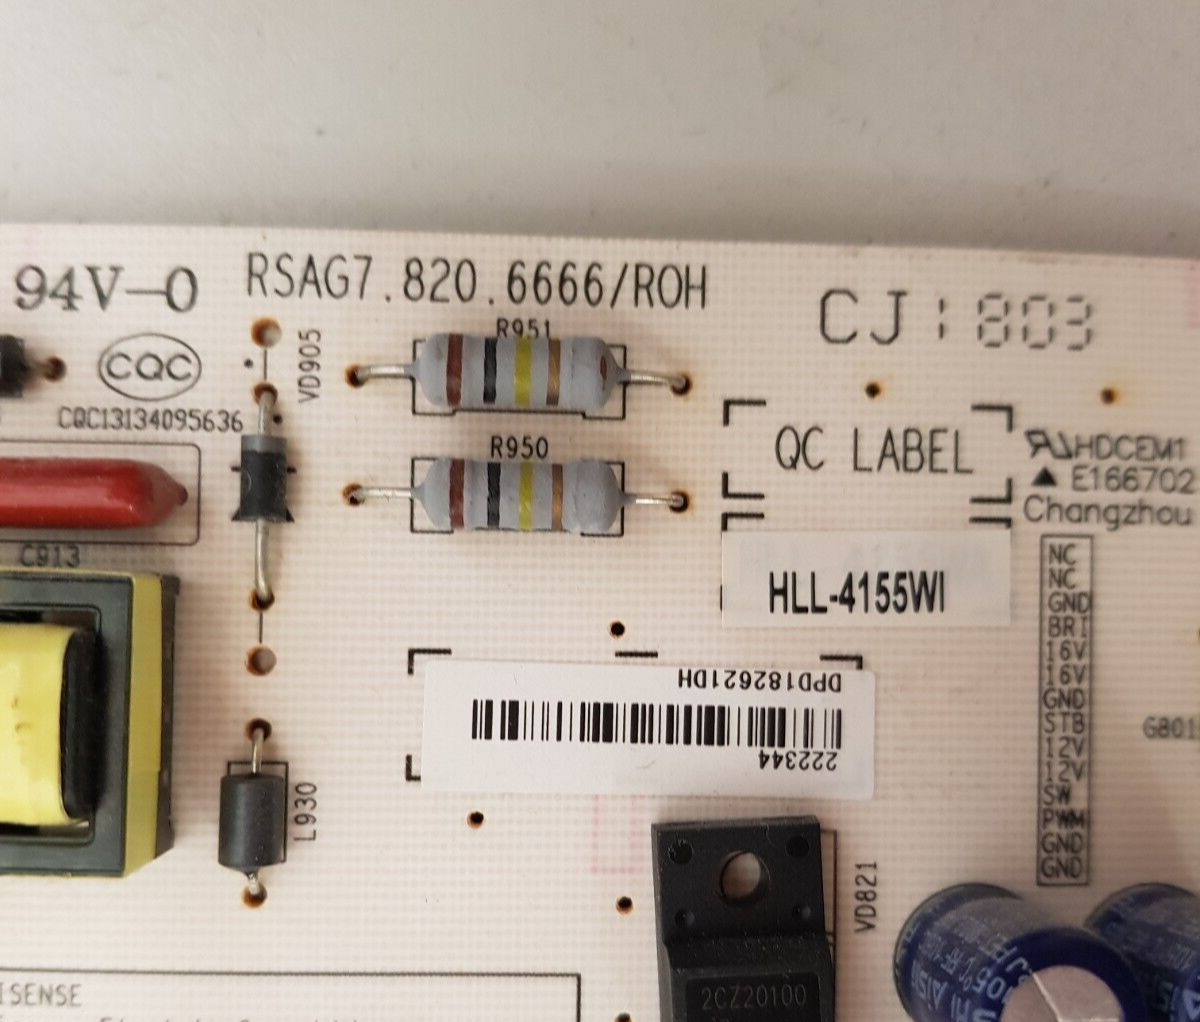 94V-0
RSAG7.820.6666/ROH
CJ 1803
CQC
CQC13134095636
VD905
R951
R950
QC LABEL
HDCEM1
E166702
Changzhou
C913
HLL-4155WI
NC
NC
GND
BRI
16V
16V
GND
STB
12V
12V
SW
PWM
GND
GND
DPD182621DH
222344
L930
VD821
2CZ20100
ISENSE